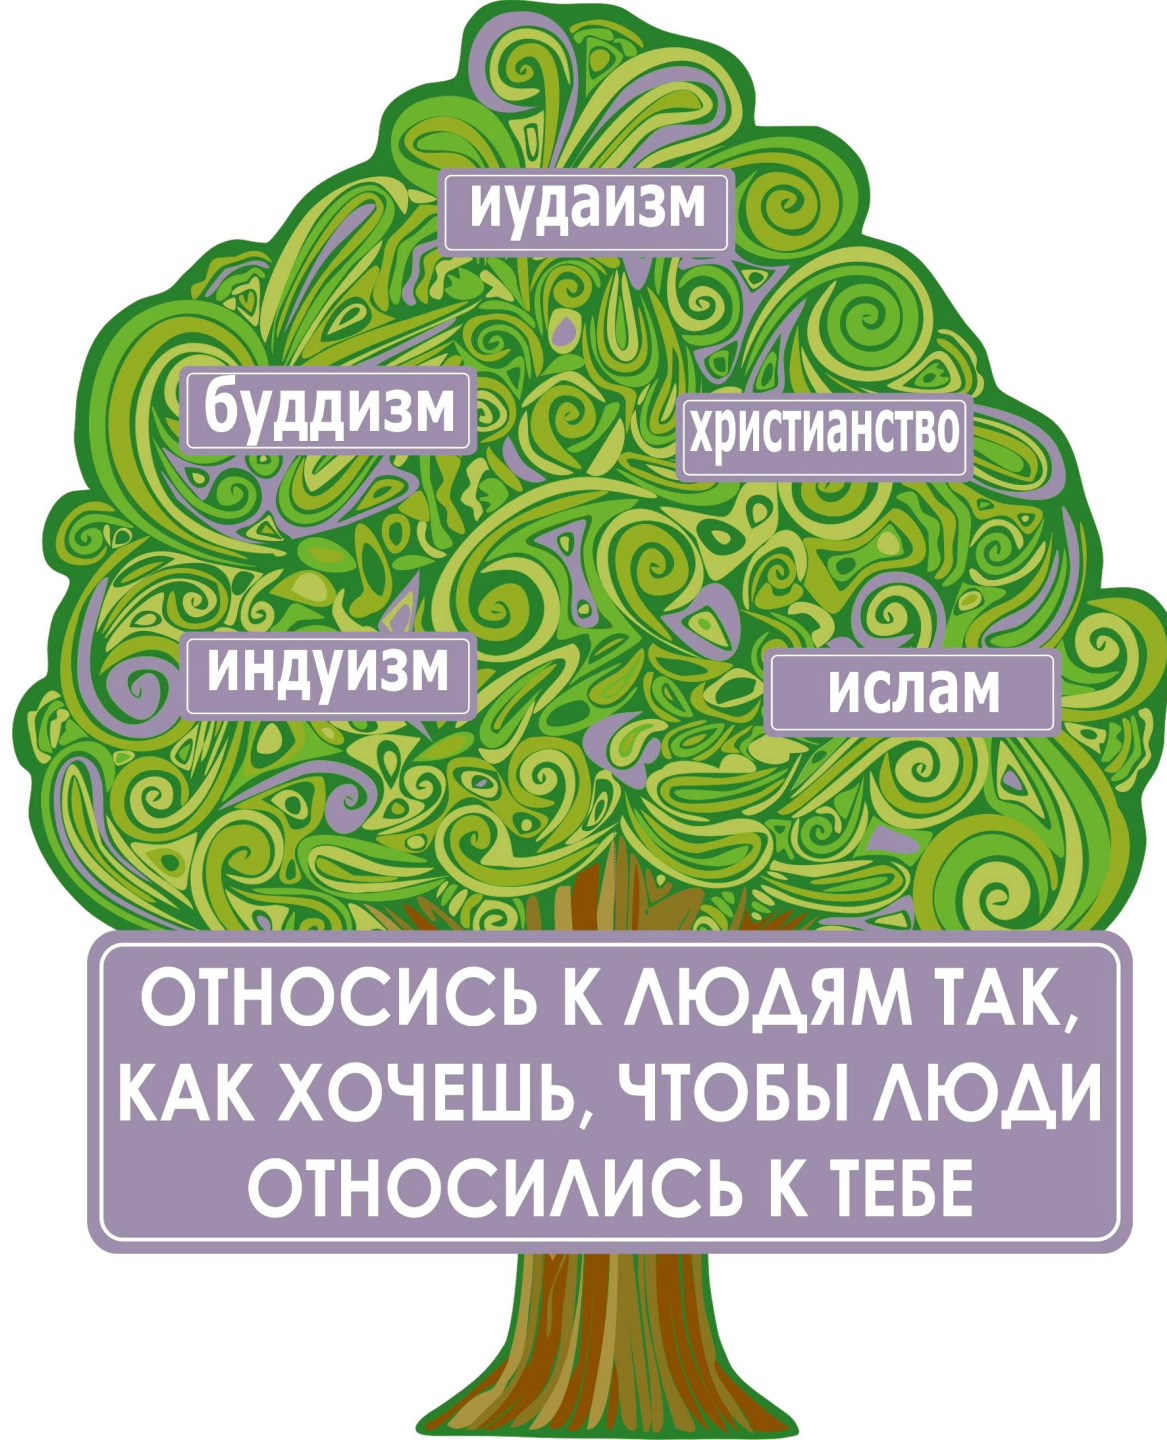 иудаизм
буддизм
христианство
индуизм
ислам
ОТНОСИСЬ К ЛЮДЯМ ТАК,
КАК ХОЧЕШЬ, ЧТОБЫ ЛЮДИ
ОТНОСИЛИСЬ К ТЕБЕ